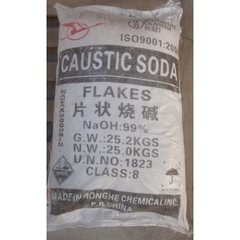 ISO9001:200
CAUSTIC SODA
FLAKES
片状烧碱
NaOH:99%
G.W.:25.2KGS
N.W.:25.0KGS
U.N.NO:1823
CLASS:8
MADE IN HONGHE CHEMICAL INC.
P.R.CHINA